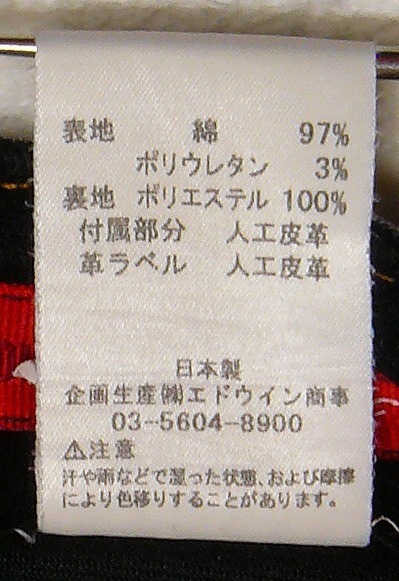 表地 綿 97%
ポリウレタン 3%
裏地 ポリエステル 100%
付属部分 人工皮革
革ラベル 人工皮革
日本製
企画生産㈱エドウイン商事
03-5604-8900
⚠注意
汗や雨などで湿った状態、および摩擦
により色移りすることがあります。